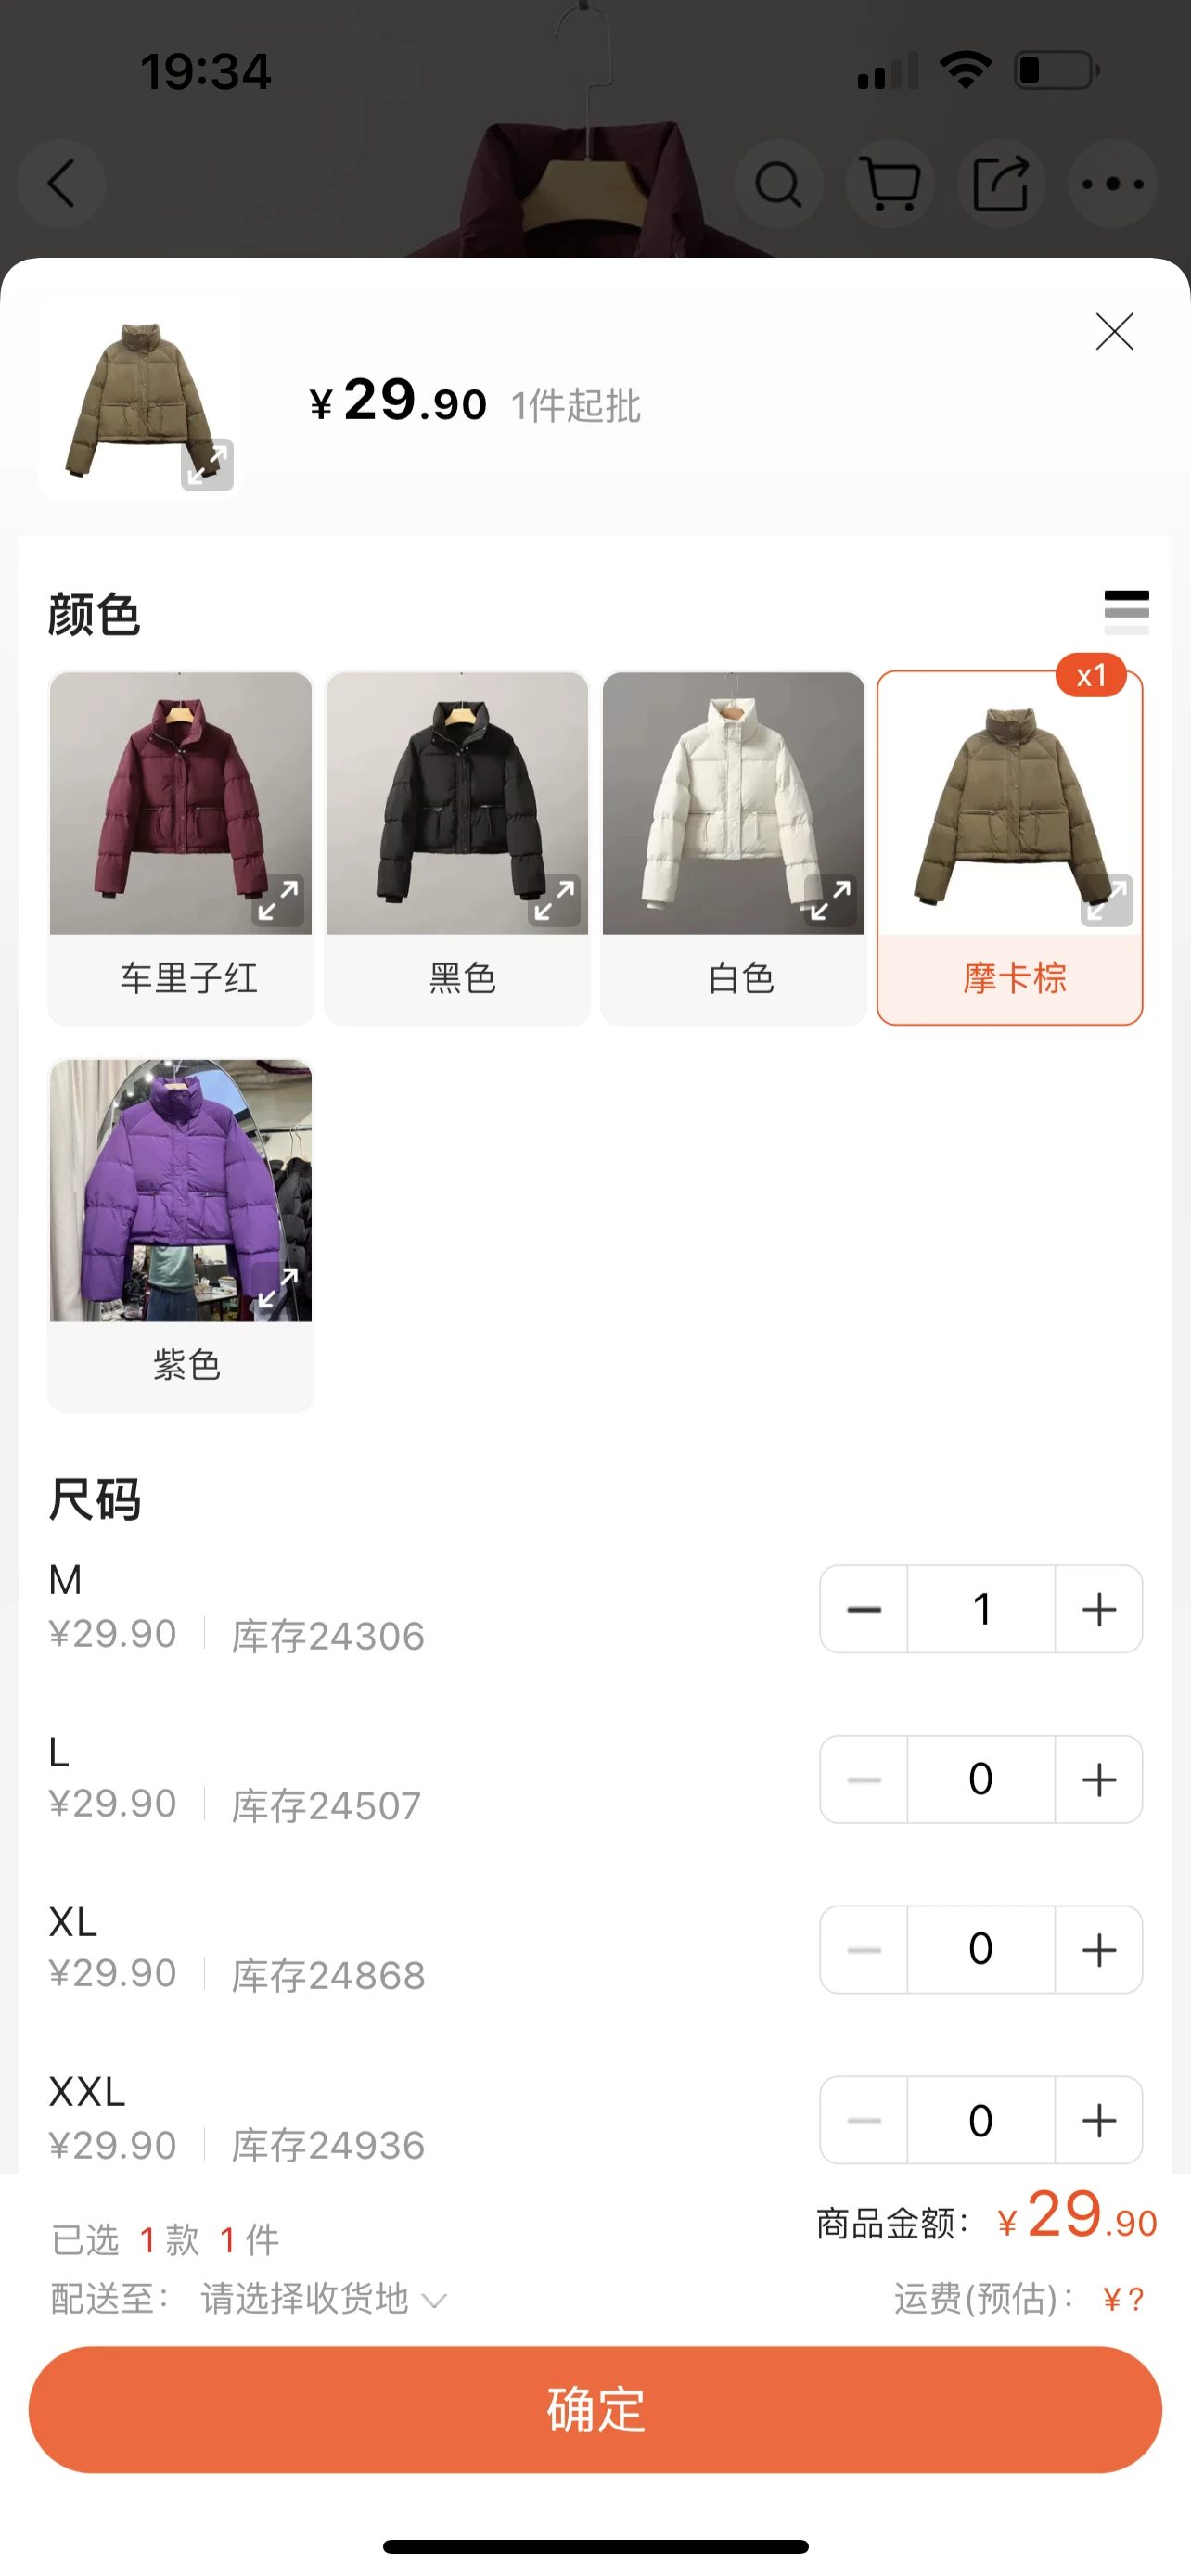 19:34
¥29.90 1件起批
颜色
x1
车里子红
黑色
白色
摩卡棕
紫色
尺码
M
¥29.90 库存24306
1
L
¥29.90 库存24507
0
XL
¥29.90 库存24868
0
XXL
¥29.90 库存24936
0
已选 1 款 1 件
商品金额: ¥29.90
配送至: 请选择收货地
运费(预估): ¥?
确定